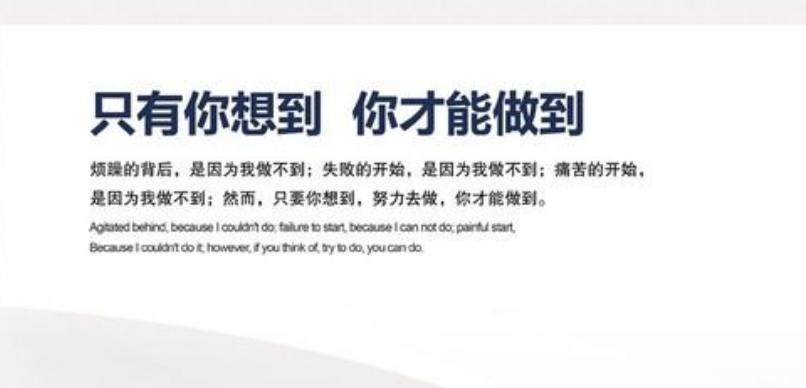 只有你想到 你才能做到
烦躁的背后，是因为我做不到；失败的开始，是因为我做不到；痛苦的开始，
是因为我做不到；然而，只要你想到，努力去做，你才能做到。
Agitated behind, because I couldn't do; failure to start, because I can not do; painful start,
Because I couldn't do it; however, if you think of, try to do, you can do.